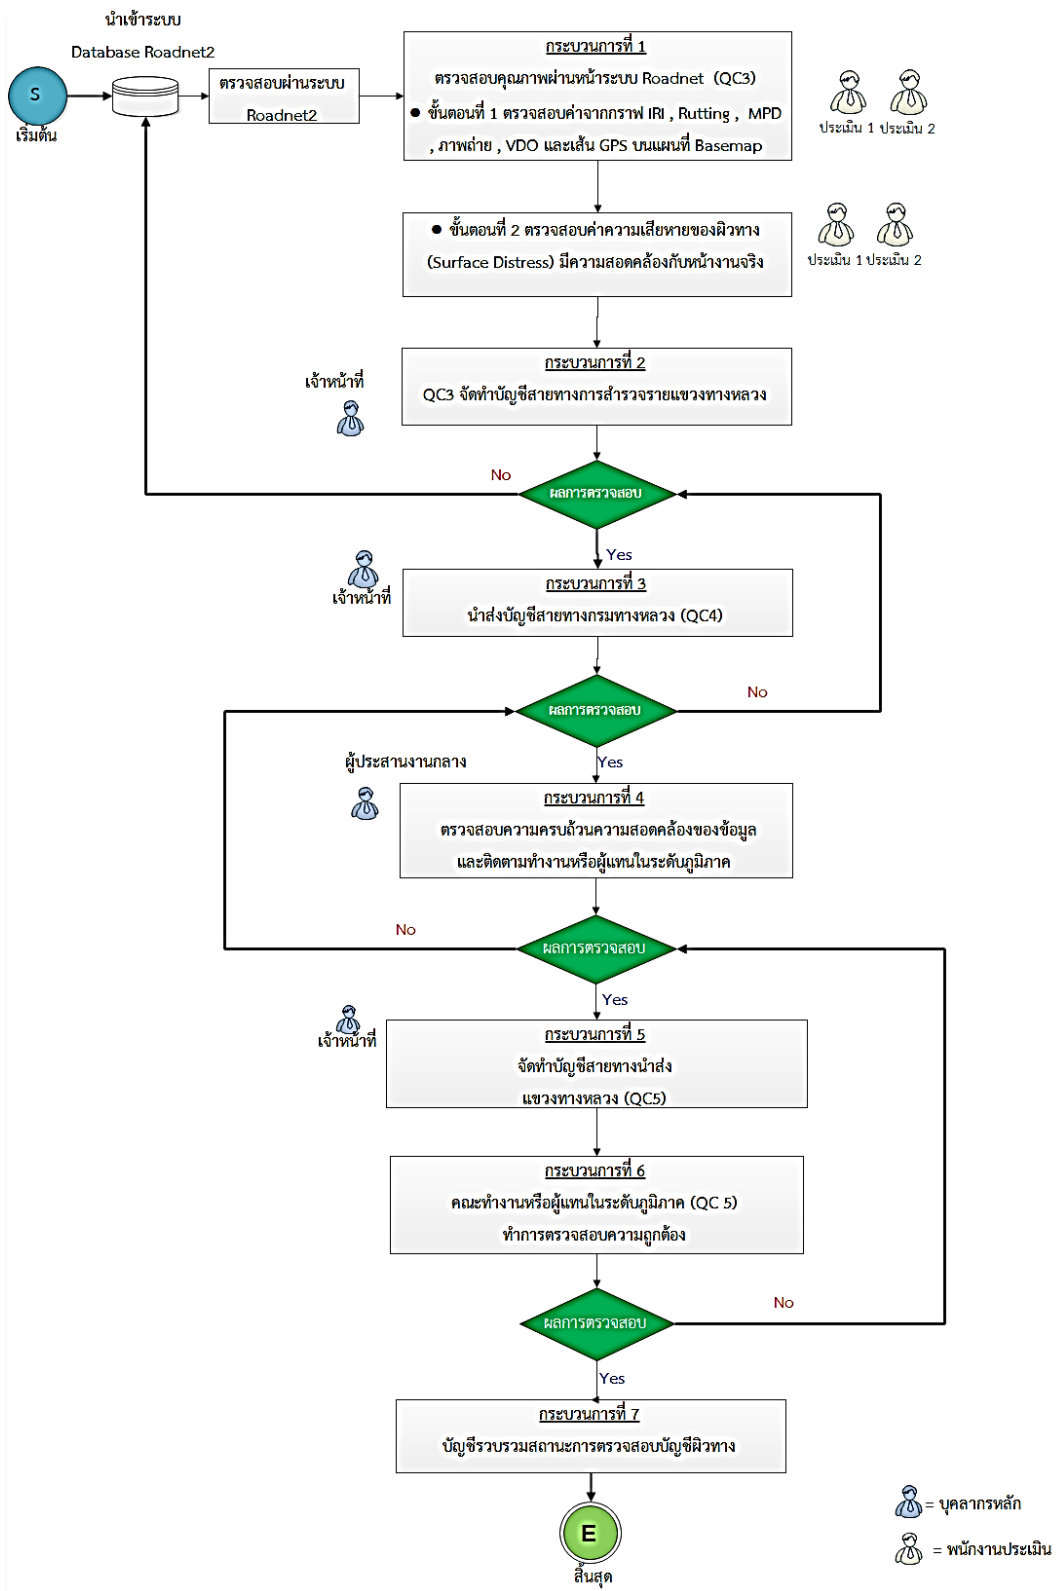 นำเข้าระบบ
Database Roadnet2
S
เริ่มต้น
ตรวจสอบผ่านระบบ
Roadnet2
กระบวนการที่ 1
ตรวจสอบคุณภาพผ่านหน้าระบบ Roadnet (QC3)
● ขั้นตอนที่ 1 ตรวจสอบค่าจากกราฟ IRI , Rutting , MPD
, ภาพถ่าย , VDO และเส้น GPS บนแผนที่ Basemap
ประเมิน 1 ประเมิน 2
● ขั้นตอนที่ 2 ตรวจสอบค่าความเสียหายของผิวทาง
(Surface Distress) มีความสอดคล้องกับหน้างานจริง
ประเมิน 1 ประเมิน 2
กระบวนการที่ 2
QC3 จัดทำบัญชีสายทางการสำรวจรายแขวงทางหลวง
เจ้าหน้าที่
ผลการตรวจสอบ
No
Yes
กระบวนการที่ 3
นำส่งบัญชีสายทางกรมทางหลวง (QC4)
เจ้าหน้าที่
ผลการตรวจสอบ
No
Yes
ผู้ประสานงานกลาง
กระบวนการที่ 4
ตรวจสอบความครบถ้วนความสอดคล้องของข้อมูล
และติดตามทำงานหรือผู้แทนในระดับภูมิภาค
ผลการตรวจสอบ
No
Yes
เจ้าหน้าที่
กระบวนการที่ 5
จัดทำบัญชีสายทางนำส่ง
แขวงทางหลวง (QC5)
กระบวนการที่ 6
คณะทำงานหรือผู้แทนในระดับภูมิภาค (QC 5)
ทำการตรวจสอบความถูกต้อง
ผลการตรวจสอบ
No
Yes
กระบวนการที่ 7
บัญชีรวบรวมสถานะการตรวจสอบบัญชีผิวทาง
E
สิ้นสุด
= บุคลากรหลัก
= พนักงานประเมิน